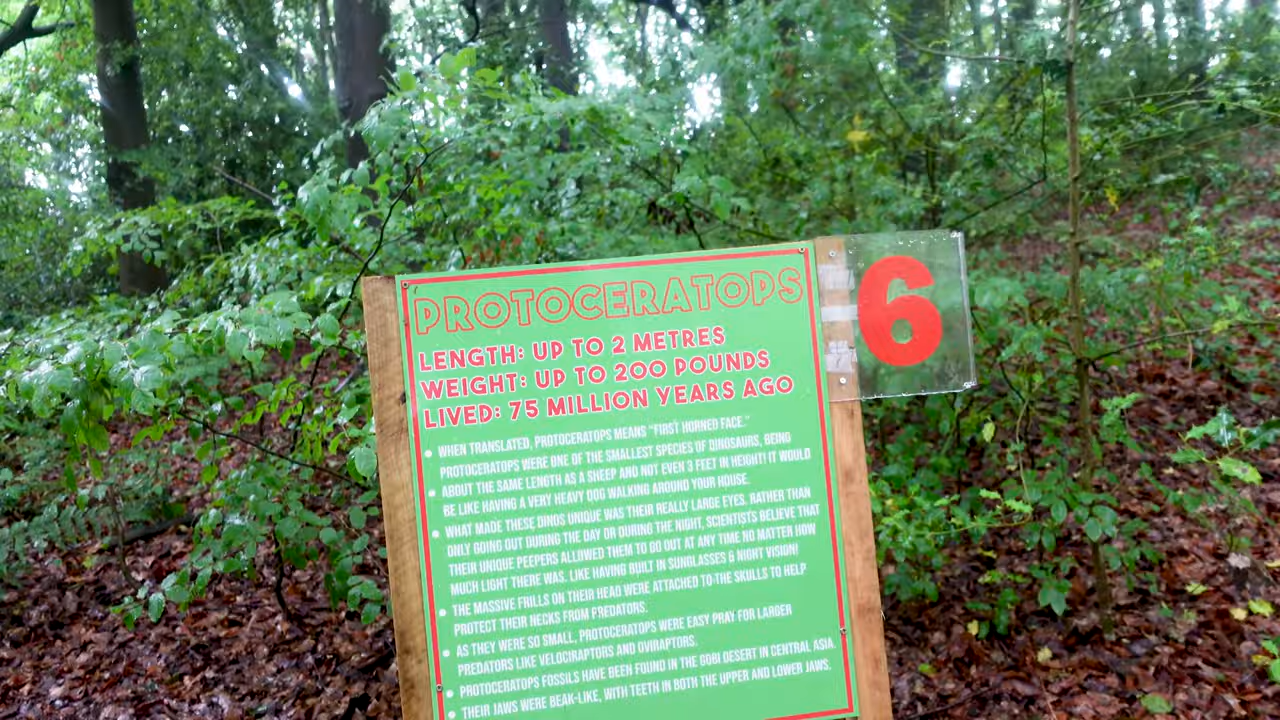 PROTOCERATOPS
6
LENGTH: UP TO 2 METRES
WEIGHT: UP TO 200 POUNDS
LIVED: 75 MILLION YEARS AGO
• WHEN TRANSLATED, PROTOCERATOPS MEANS "FIRST HORNED FACE."
PROTOCERATOPS WERE ONE OF THE SMALLEST SPECIES OF DINOSAURS, BEING
• ABOUT THE SAME LENGTH AS A SHEEP AND NOT EVEN 3 FEET IN HEIGHT! IT WOULD
BE LIKE HAVING A VERY HEAVY DOG WALKING AROUND YOUR HOUSE.
• WHAT MADE THESE DINOS UNIQUE WAS THEIR REALLY LARGE EYES. RATHER THAN
ONLY GOING OUT DURING THE DAY OR DURING THE NIGHT, SCIENTISTS BELIEVE THAT
THEIR UNIQUE PEEPERS ALLOWED THEM TO GO OUT AT ANY TIME NO MATTER HOW
MUCH LIGHT THERE WAS. LIKE HAVING BUILT IN SUNGLASSES & NIGHT VISION!
• THE MASSIVE FRILLS ON THEIR HEAD WERE ATTACHED TO THE SKULLS TO HELP
PROTECT THEIR NECKS FROM PREDATORS.
• AS THEY WERE SO SMALL, PROTOCERATOPS WERE EASY PRAY FOR LARGER
PREDATORS LIKE VELOCIRAPTORS AND OVIRAPTORS.
• PROTOCERATOPS FOSSILS HAVE BEEN FOUND IN THE GOBI DESERT IN CENTRAL ASIA.
• THEIR JAWS WERE BEAK-LIKE, WITH TEETH IN BOTH THE UPPER AND LOWER JAWS.